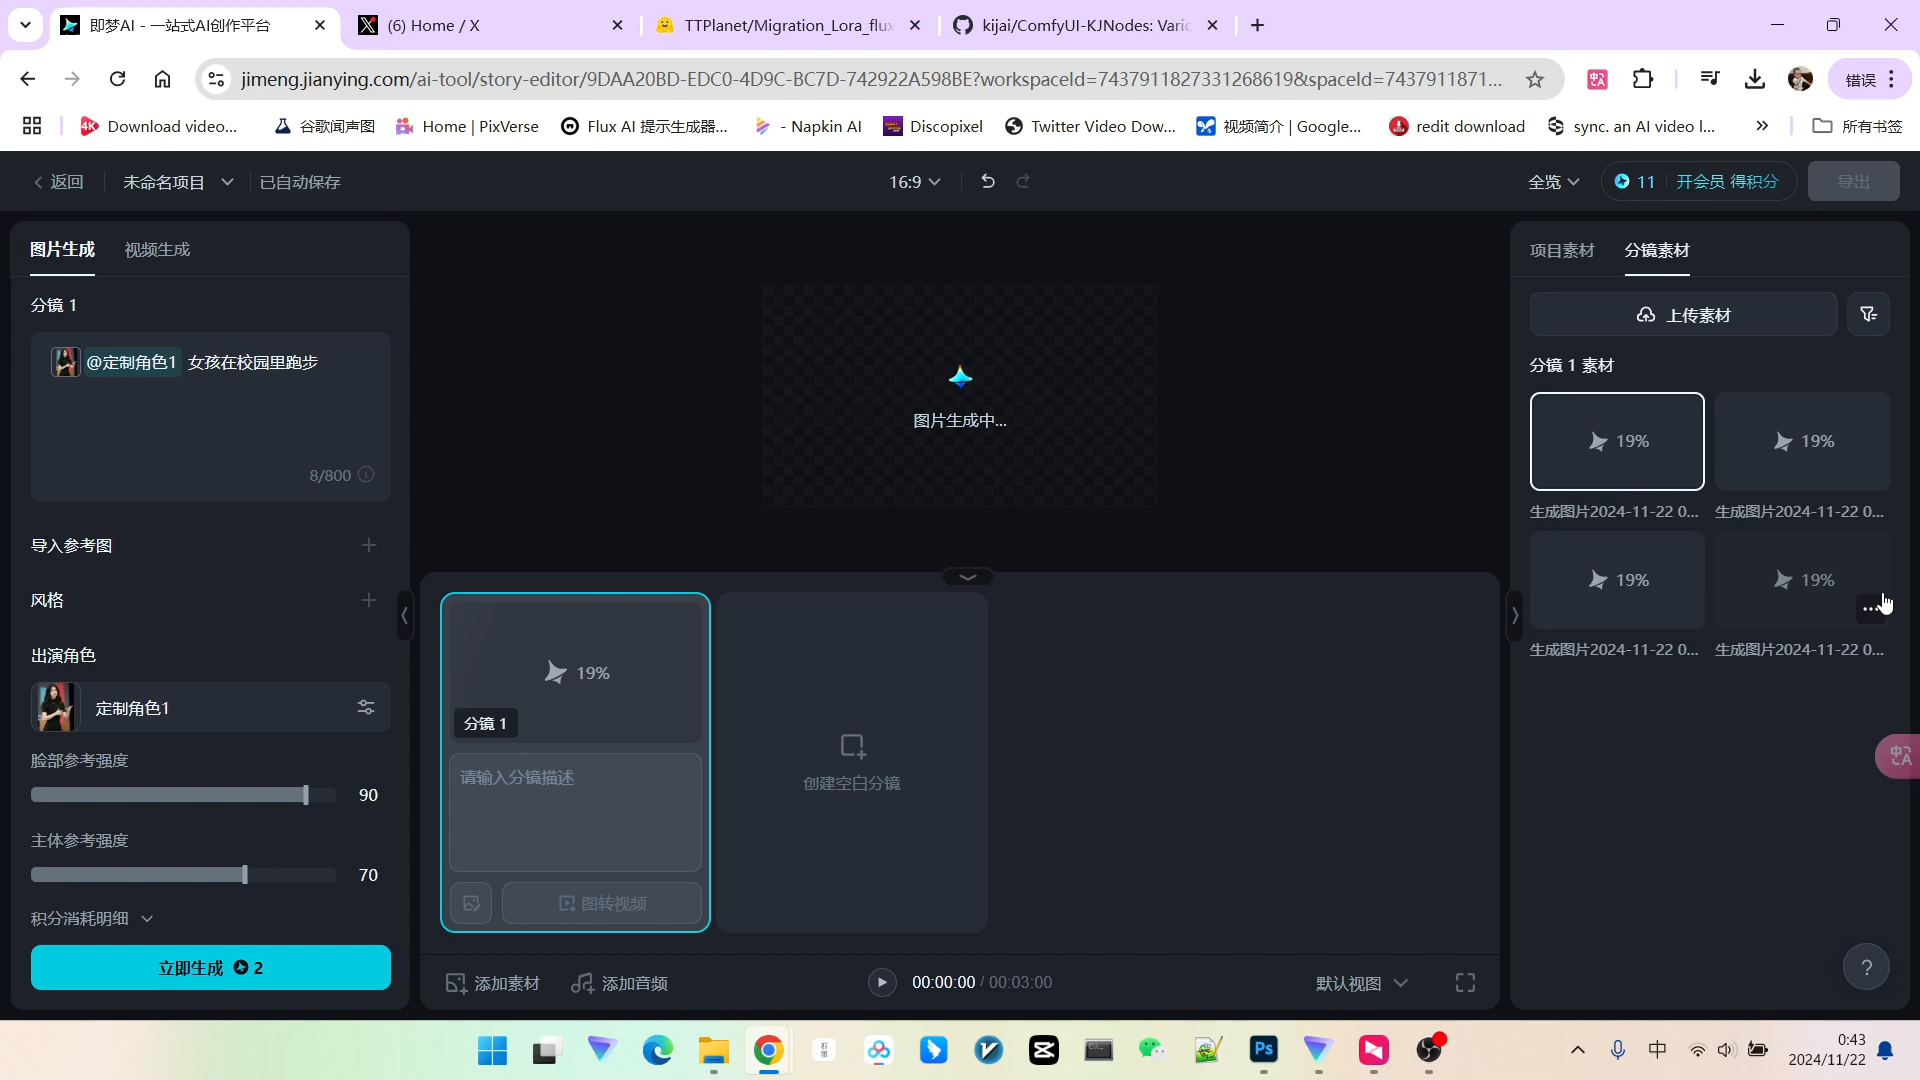 即梦AI - 一站式AI创作平台
(6) Home / X
TTPlanet/Migration_Lora_flux
kijai/ComfyUI-KJNodes: Vario
jimeng.jianying.com/ai-tool/story-editor/9DAA20BD-EDC0-4D9C-BC7D-742922A598BE?workspaceId=7437911827331268619&spaceId=7437911871...
错误
Download video...
谷歌闻声图
Home | PixVerse
Flux AI 提示生成器...
- Napkin AI
Discopixel
Twitter Video Dow...
视频简介 | Google...
redit download
sync. an AI video l...
所有书签
返回
未命名项目
已自动保存
16:9
全览
11
开会员 得积分
导出
图片生成
视频生成
分镜 1
@定制角色1 女孩在校园里跑步
8/800
导入参考图
风格
出演角色
定制角色1
脸部参考强度
90
主体参考强度
70
积分消耗明细
立即生成 2
图片生成中...
19%
分镜 1
请输入分镜描述
图转视频
创建空白分镜
添加素材
添加音频
00:00:00 / 00:03:00
默认视图
项目素材
分镜素材
上传素材
分镜 1 素材
19%
19%
生成图片2024-11-22 0...
生成图片2024-11-22 0...
19%
19%
生成图片2024-11-22 0...
生成图片2024-11-22 0...
?
中
0:43
2024/11/22